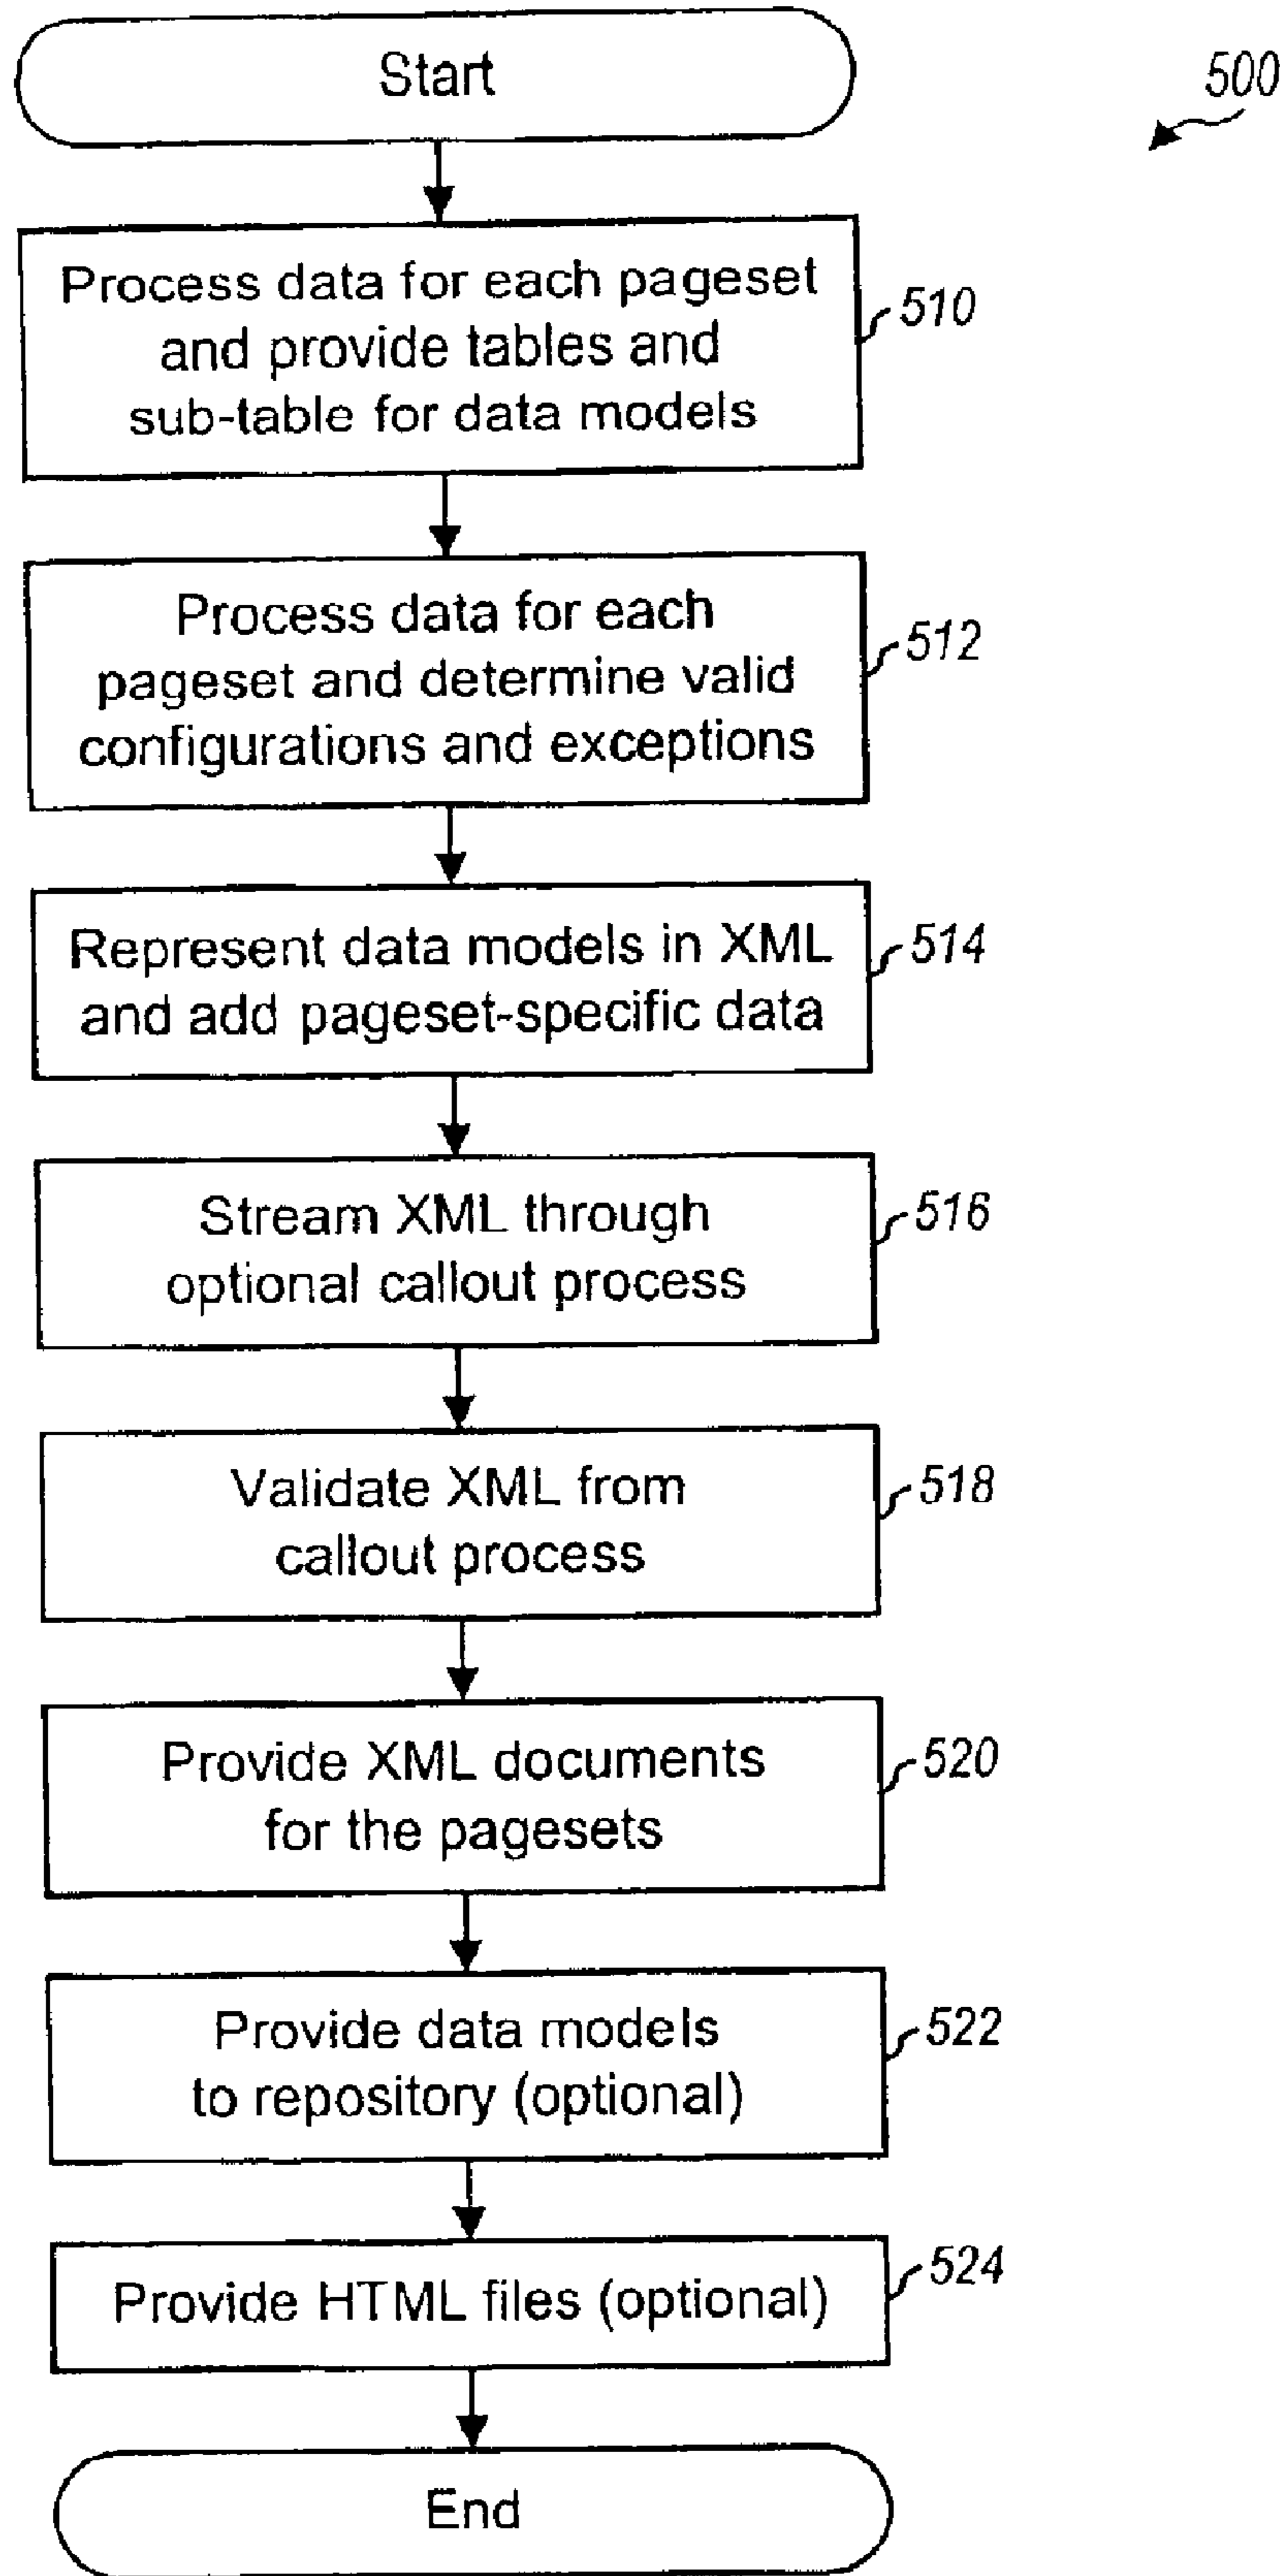 Start
500
Process data for each pageset
and provide tables and
sub-table for data models
510
Process data for each
pageset and determine valid
configurations and exceptions
512
Represent data models in XML
and add pageset-specific data
514
Stream XML through
optional callout process
516
Validate XML from
callout process
518
Provide XML documents
for the pagesets
520
Provide data models
to repository (optional)
522
Provide HTML files (optional)
524
End